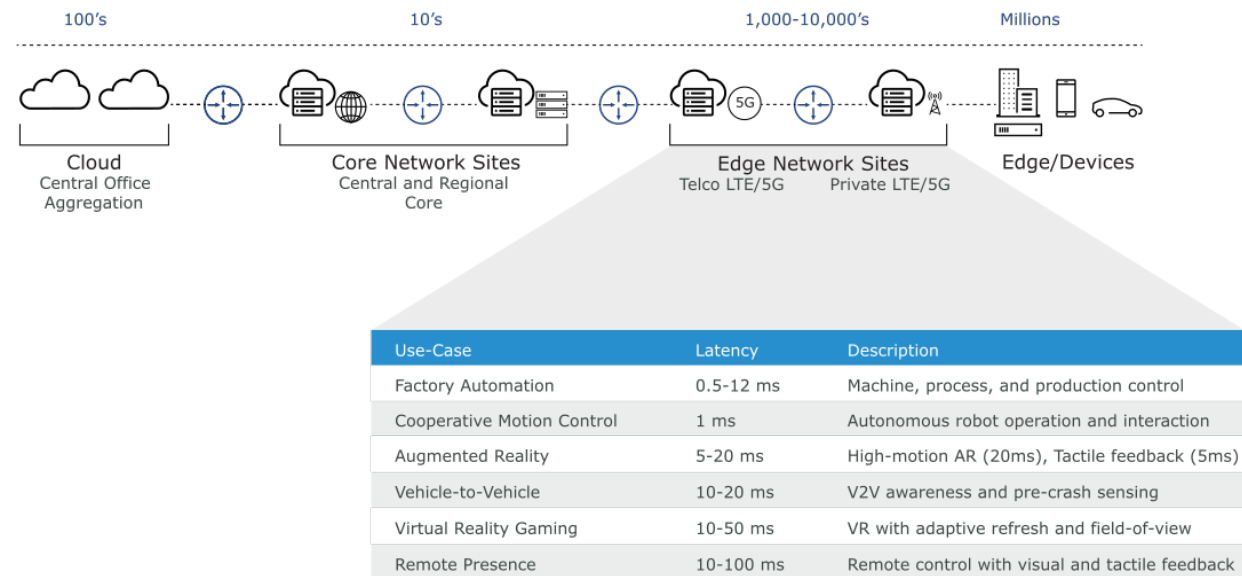 100's
10's
1,000-10,000's
Millions
5G
Cloud
Central Office
Aggregation
Core Network Sites
Central and Regional
Core
Edge Network Sites
Telco LTE/5G
Private LTE/5G
Edge/Devices
Use-Case Latency Description
Factory Automation 0.5-12 ms Machine, process, and production control
Cooperative Motion Control 1 ms Autonomous robot operation and interaction
Augmented Reality 5-20 ms High-motion AR (20ms), Tactile feedback (5ms)
Vehicle-to-Vehicle 10-20 ms V2V awareness and pre-crash sensing
Virtual Reality Gaming 10-50 ms VR with adaptive refresh and field-of-view
Remote Presence 10-100 ms Remote control with visual and tactile feedback